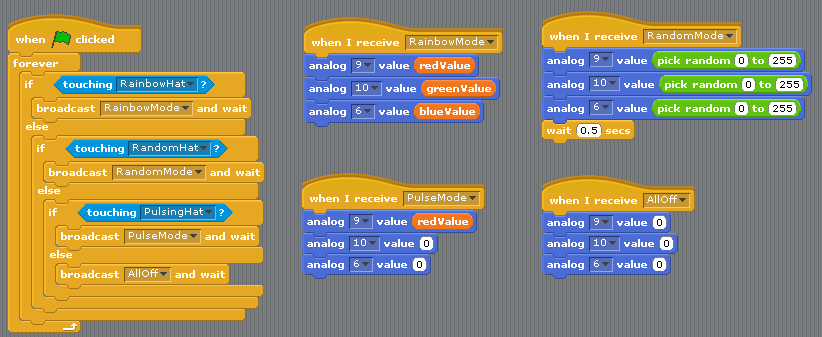 when clicked
forever
if touching RainbowHat ?
broadcast RainbowMode and wait
else
if touching RandomHat ?
broadcast RandomMode and wait
else
if touching PulsingHat ?
broadcast PulseMode and wait
else
broadcast AllOff and wait
when I receive RainbowMode
analog 9 value redValue
analog 10 value greenValue
analog 6 value blueValue
when I receive RandomMode
analog 9 value pick random 0 to 255
analog 10 value pick random 0 to 255
analog 6 value pick random 0 to 255
wait 0.5 secs
when I receive PulseMode
analog 9 value redValue
analog 10 value 0
analog 6 value 0
when I receive AllOff
analog 9 value 0
analog 10 value 0
analog 6 value 0